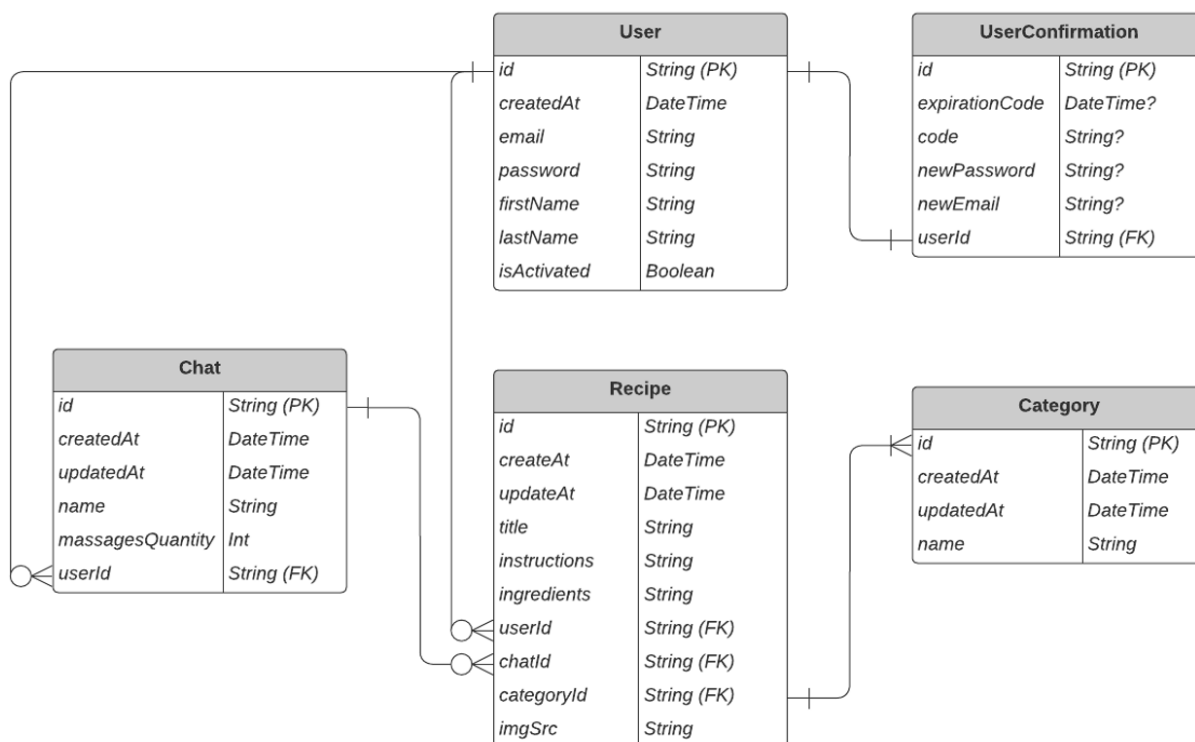 User
id String (PK)
createdAt DateTime
email String
password String
firstName String
lastName String
isActivated Boolean
UserConfirmation
id String (PK)
expirationCode DateTime?
code String?
newPassword String?
newEmail String?
userId String (FK)
Chat
id String (PK)
createdAt DateTime
updatedAt DateTime
name String
massagesQuantity Int
userId String (FK)
Recipe
id String (PK)
createAt DateTime
updateAt DateTime
title String
instructions String
ingredients String
userId String (FK)
chatId String (FK)
categoryId String (FK)
imgSrc String
Category
id String (PK)
createdAt DateTime
updatedAt DateTime
name String